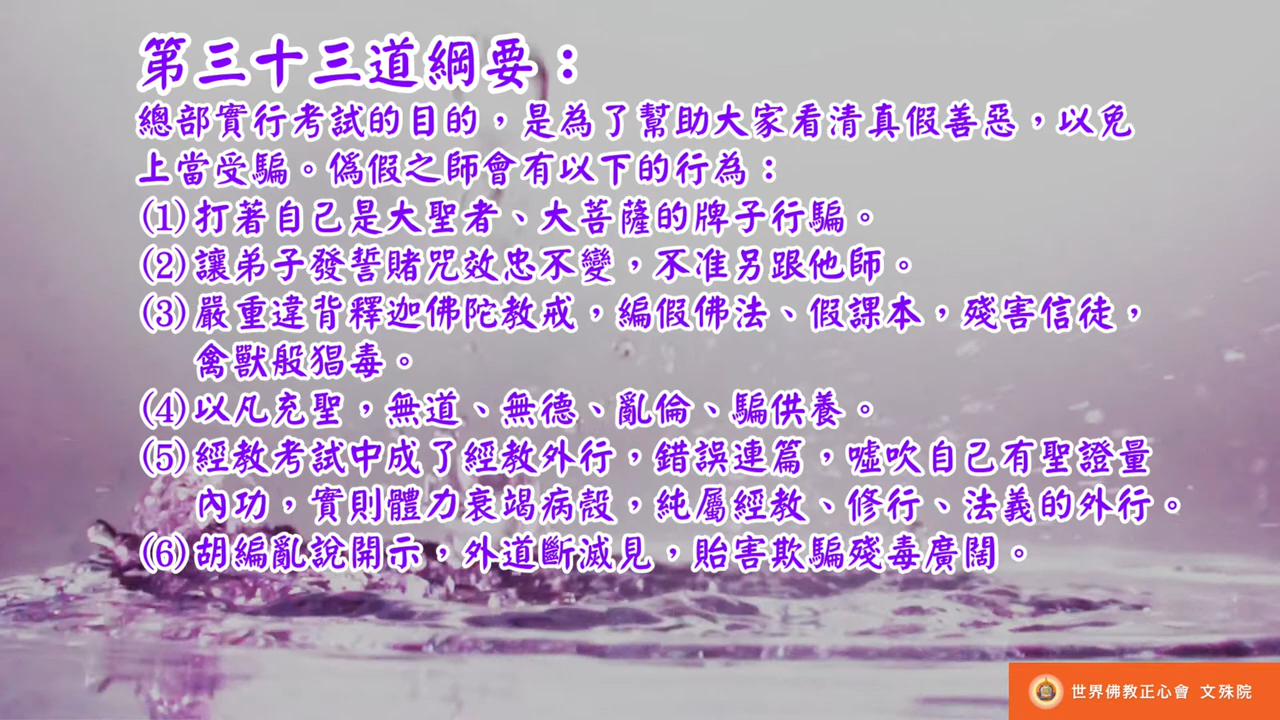 第三十三道綱要：
總部實行考試的目的，是為了幫助大家看清真假善惡，以免
上當受騙。偽假之師會有以下的行為：
(1)打著自己是大聖者、大菩薩的牌子行騙。
(2)讓弟子發誓賭咒效忠不變，不准另跟他師。
(3)嚴重違背釋迦佛陀教戒，編假佛法、假課本，殘害信徒，
禽獸般猖毒。
(4)以凡充聖，無道、無德、亂倫、騙供養。
(5)經教考試中成了經教外行，錯誤連篇，噓吹自己有聖證量
內功，實則體力衰竭病殼，純屬經教、修行、法義的外行。
(6)胡編亂說開示，外道斷滅見，貽害欺騙殘毒廣闊。
世界佛教正心會 文殊院